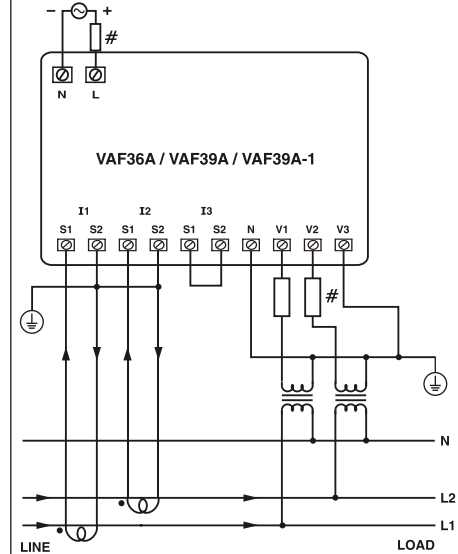 − +
#
N L
VAF36A / VAF39A / VAF39A-1
I1 I2 I3
S1 S2 S1 S2 S1 S2 N V1 V2 V3
#
N
L2
L1
LINE LOAD